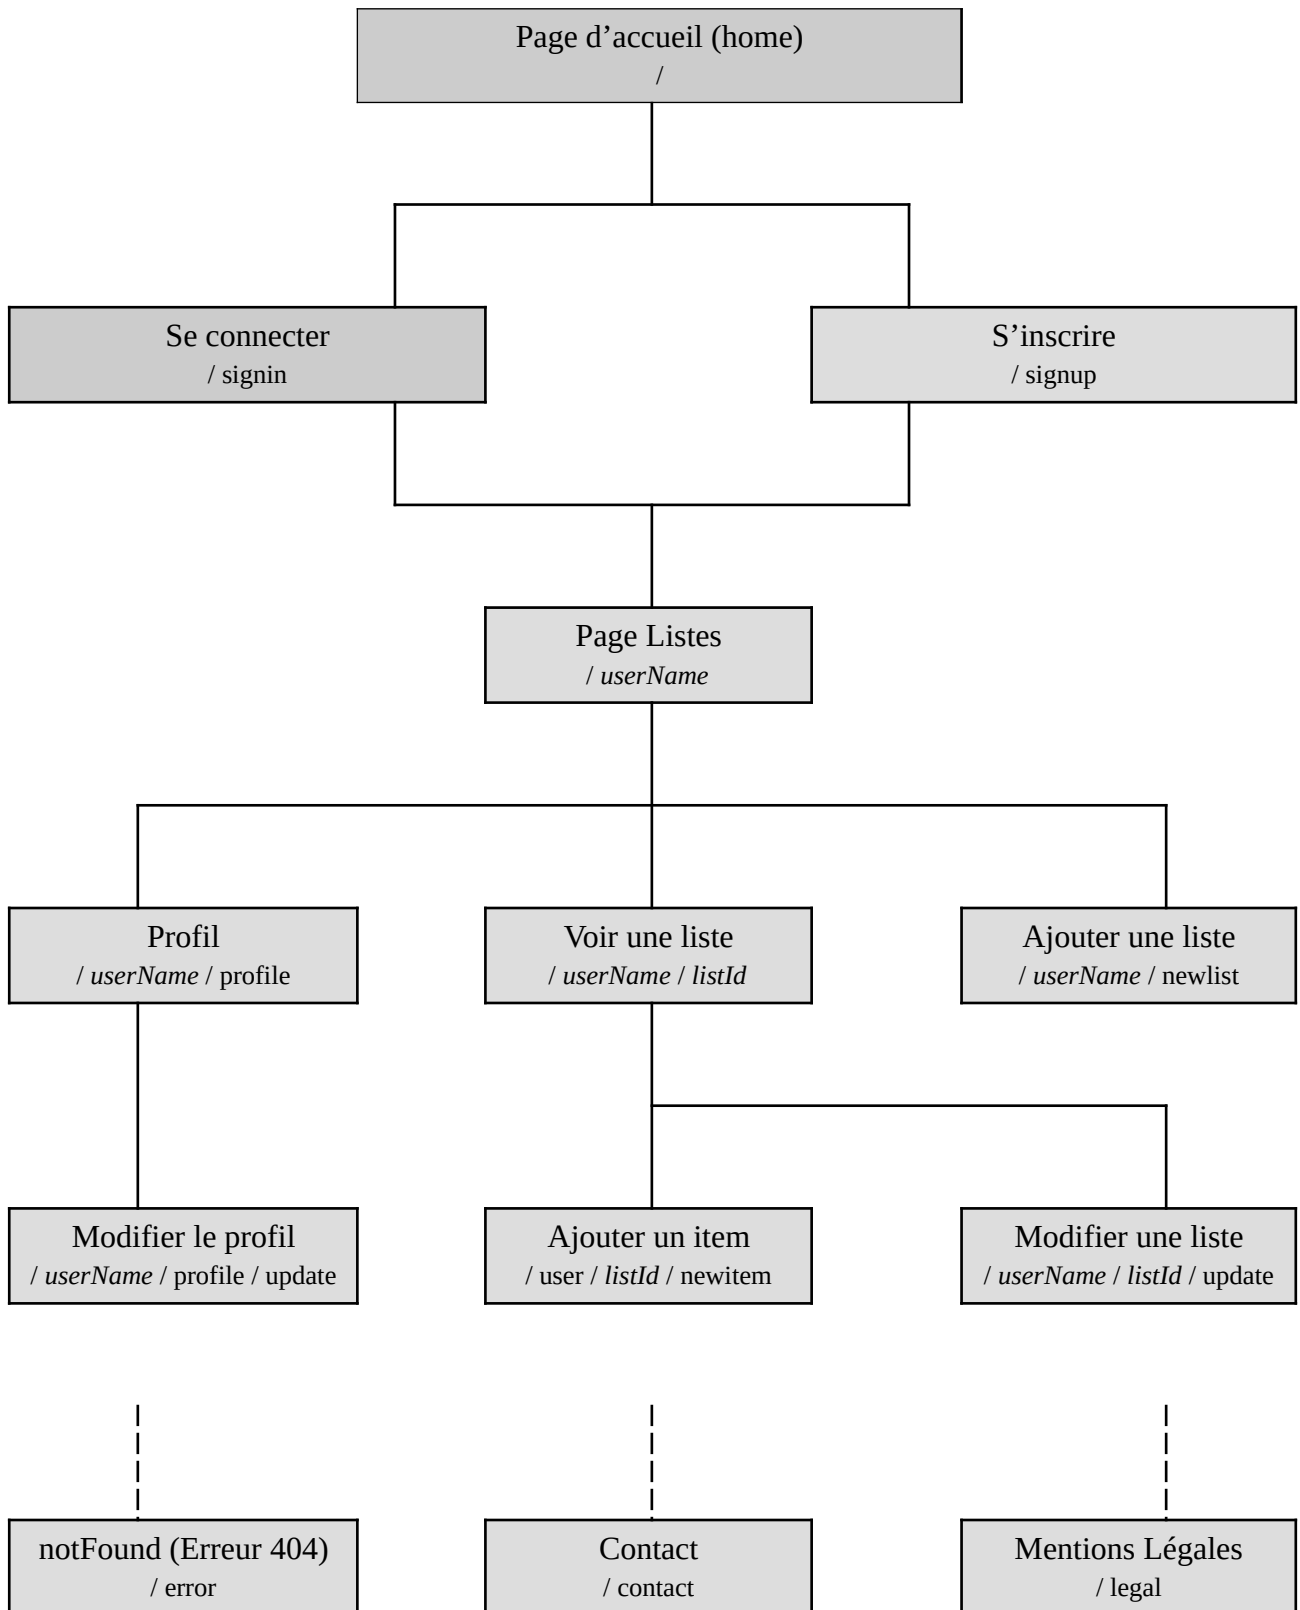 Page d’accueil (home)
/
Se connecter
/ signin
S’inscrire
/ signup
Page Listes
/ userName
Profil
/ userName / profile
Voir une liste
/ userName / listId
Ajouter une liste
/ userName / newlist
Modifier le profil
/ userName / profile / update
Ajouter un item
/ user / listId / newitem
Modifier une liste
/ userName / listId / update
notFound (Erreur 404)
/ error
Contact
/ contact
Mentions Légales
/ legal